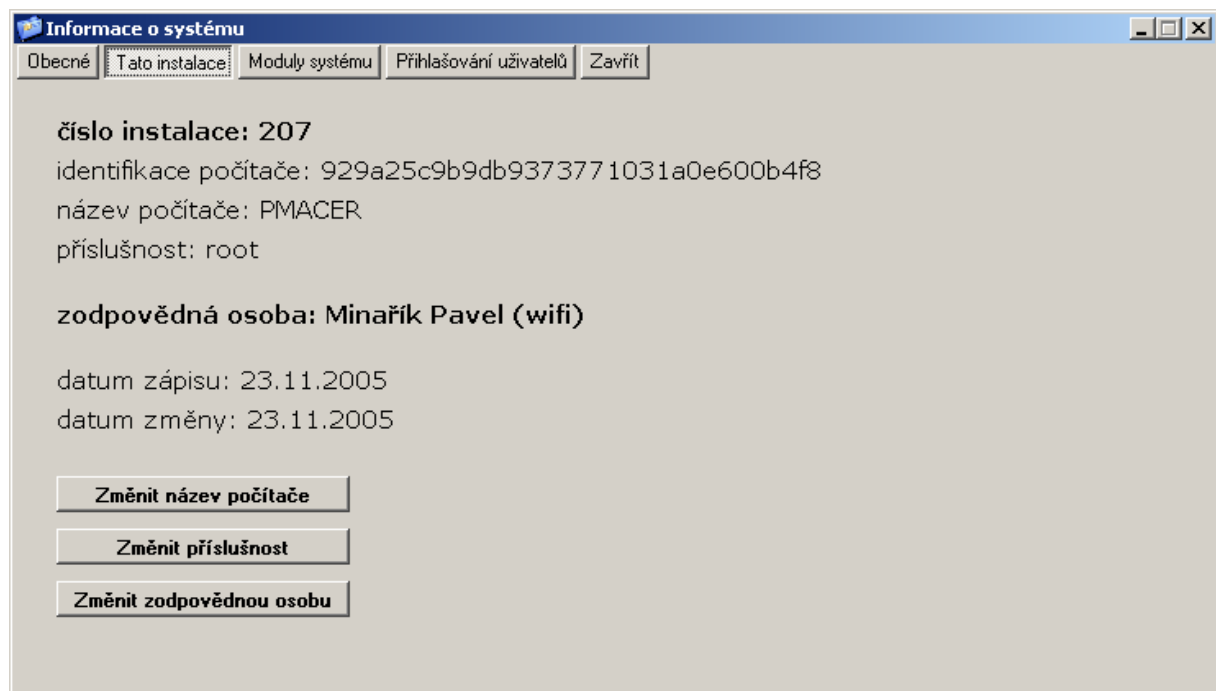 Informace o systému
Obecné Tato instalace Moduly systému Přihlašování uživatelů Zavřít
číslo instalace: 207
identifikace počítače: 929a25c9b9db9373771031a0e600b4f8
název počítače: PMACER
příslušnost: root
zodpovědná osoba: Minařík Pavel (wifi)
datum zápisu: 23.11.2005
datum změny: 23.11.2005
Změnit název počítače
Změnit příslušnost
Změnit zodpovědnou osobu